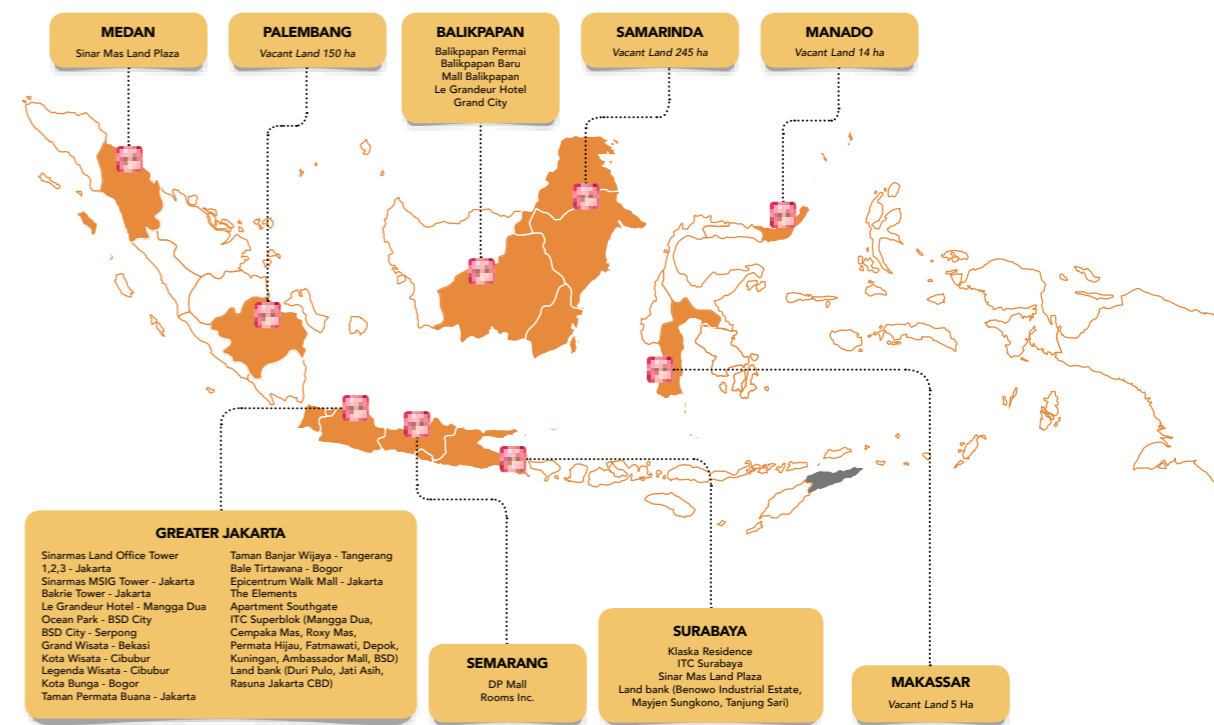 MEDAN
Sinar Mas Land Plaza
PALEMBANG
Vacant Land 150 ha
BALIKPAPAN
Balikpapan Permai
Balikpapan Baru
Mall Balikpapan
Le Grandeur Hotel
Grand City
SAMARINDA
Vacant Land 245 ha
MANADO
Vacant Land 14 ha
GREATER JAKARTA
Sinarmas Land Office Tower
1,2,3 - Jakarta
Sinarmas MSIG Tower - Jakarta
Bakrie Tower - Jakarta
Le Grandeur Hotel - Mangga Dua
Ocean Park - BSD City
BSD City - Serpong
Grand Wisata - Bekasi
Kota Wisata - Cibubur
Legenda Wisata - Cibubur
Kota Bunga - Bogor
Taman Permata Buana - Jakarta
Taman Banjar Wijaya - Tangerang
Bale Tirtawana - Bogor
Epicentrum Walk Mall - Jakarta
The Elements
Apartment Southgate
ITC Superblok (Mangga Dua,
Cempaka Mas, Roxy Mas,
Permata Hijau, Fatmawati, Depok,
Kuningan, Ambassador Mall, BSD)
Land bank (Duri Pulo, Jati Asih,
Rasuna Jakarta CBD)
SEMARANG
DP Mall
Rooms Inc.
SURABAYA
Klaska Residence
ITC Surabaya
Sinar Mas Land Plaza
Land bank (Benowo Industrial Estate,
Mayjen Sungkono, Tanjung Sari)
MAKASSAR
Vacant Land 5 Ha